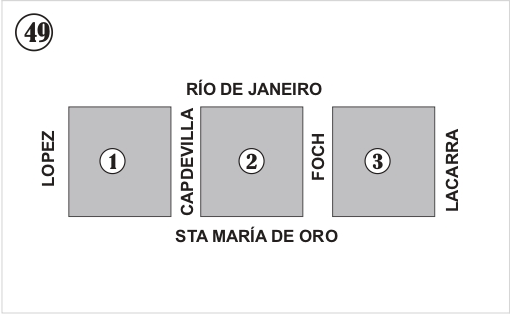 49
RÍO DE JANEIRO
LOPEZ
1
CAPDEVILLA
2
FOCH
3
LACARRA
STA MARÍA DE ORO